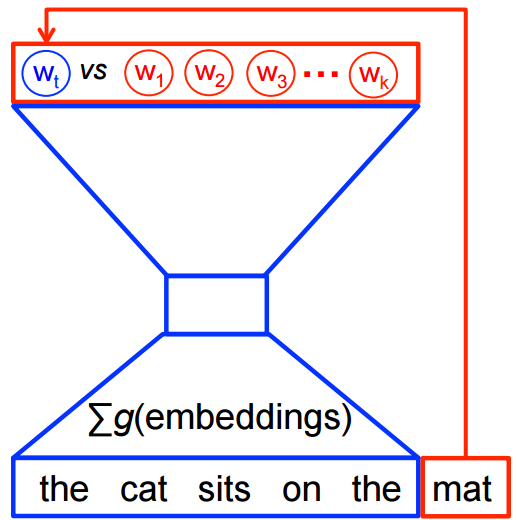 wt vs w1 w2 w3 ... wk
∑g(embeddings)
the cat sits on the mat